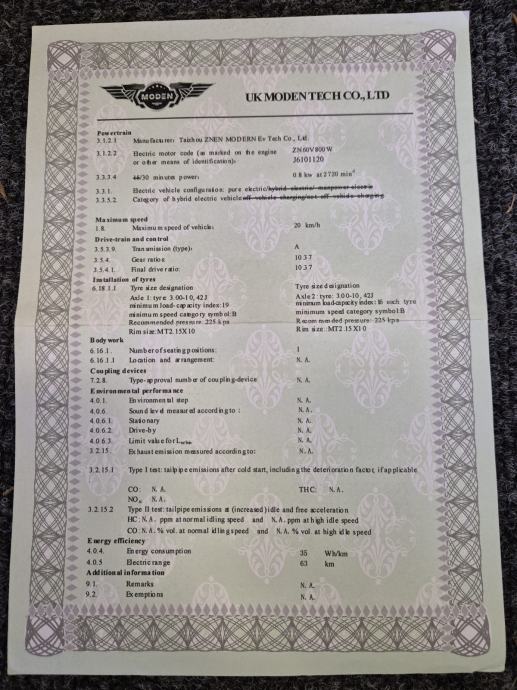 MODEN
UK MODEN TECH CO., LTD
Powertrain
3.1.2.1 Manufacturer: Taizhou ZNEN MODERN Ev Tech Co., Ltd
3.1.2.2 Electric motor code (as marked on the engine or other means of identification): ZN60V800W J6101120
3.3.3.4 15/30 minutes power: 0.8 kw at 2730 min-1
3.3.1. Electric vehicle configuration: pure electric/hybrid electric/ manpower electric
3.3.5.2. Category of hybrid electric vehicle: off vehicle charging/not off vehicle charging
Maximum speed
1.8. Maximum speed of vehicle: 20 km/h
Drive-train and control
3.5.3.9. Transmission (type): A
3.5.4. Gear ratio: 10.37
3.5.4.1. Final drive ratio: 10.37
Installation of tyres
6.18.1.1 Tyre size designation Tyre size designation
Axle 1: tyre: 3.00-10, 42J Axle 2: tyre: 3.00-10, 42J
minimum load-capacity index: 19 minimum load-capacity index: 16 each tyre
minimum speed category symbol: B minimum speed category symbol: B
Recommended pressure: 225 kpa Recommended pressure: 225 kpa
Rim size: MT2.15X10 Rim size: MT2.15X10
Bodywork
6.16.1. Number of seating positions: 1
6.16.1.1 Location and arrangement: N. A.
Coupling devices
7.2.8. Type-approval number of coupling-device N. A.
Environmental performance
4.0.1. Environmental step N. A.
4.0.6. Sound level measured according to : N. A.
4.0.6.1. Stationary N. A.
4.0.6.2. Drive-by N. A.
4.0.6.3. Limit value for Lurban N. A.
3.2.15. Exhaust emission measured according to: N. A.
3.2.15.1 Type I test: tailpipe emissions after cold start, including the deterioration factor, if applicable
CO: N. A. THC: N. A.
NOx N. A.
3.2.15.2 Type II test: tailpipe emissions at (increased) idle and free acceleration
HC: N. A. ppm at normal idling speed and N. A. ppm at high idle speed
CO: N. A. % vol. at normal idling speed and N. A. % vol. at high idle speed
Energy efficiency
4.0.4. Energy consumption 35 Wh/km
4.0.5 Electric range 63 km
Additional information
9.1. Remarks N. A.
9.2. Exemptions N. A.